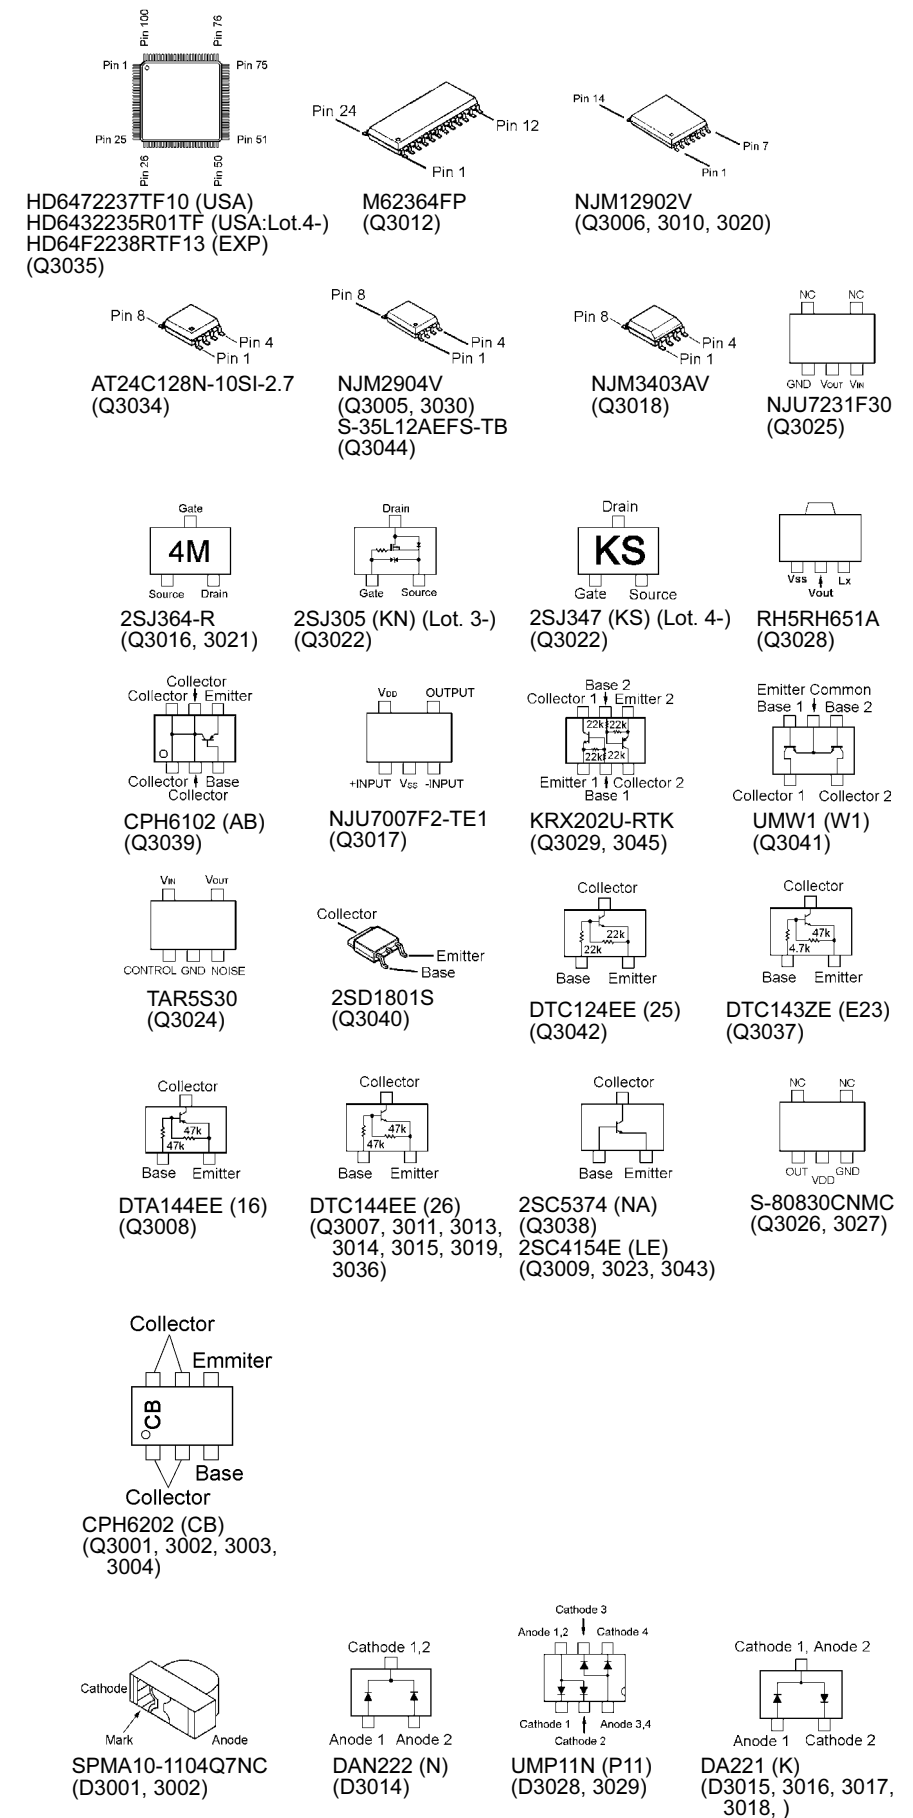 Pin 100
Pin 76
Pin 1
Pin 75
Pin 25
Pin 51
Pin 26
Pin 50
HD6472237TF10 (USA)
HD6432235R01TF (USA:Lot.4-)
HD64F2238RTF13 (EXP)
(Q3035)
Pin 24
Pin 12
Pin 1
M62364FP
(Q3012)
Pin 14
Pin 7
Pin 1
NJM12902V
(Q3006, 3010, 3020)
Pin 8
Pin 4
Pin 1
AT24C128N-10SI-2.7
(Q3034)
Pin 8
Pin 4
Pin 1
NJM2904V
(Q3005, 3030)
S-35L12AEFS-TB
(Q3044)
Pin 8
Pin 4
Pin 1
NJM3403AV
(Q3018)
NC NC
GND VOUT VIN
NJU7231F30
(Q3025)
Gate
4M
Source Drain
2SJ364-R
(Q3016, 3021)
Drain
Gate Source
2SJ305 (KN) (Lot. 3-)
(Q3022)
Drain
KS
Gate Source
2SJ347 (KS) (Lot. 4-)
(Q3022)
Vss Lx
Vout
RH5RH651A
(Q3028)
Collector
Collector Emitter
Collector Base
Collector
CPH6102 (AB)
(Q3039)
VDD OUTPUT
+INPUT VSS -INPUT
NJU7007F2-TE1
(Q3017)
Base 2
Collector 1 Emitter 2
22k 22k
22k 22k
Emitter 1 Collector 2
Base 1
KRX202U-RTK
(Q3029, 3045)
Emitter Common
Base 1 Base 2
Collector 1 Collector 2
UMW1 (W1)
(Q3041)
VIN VOUT
CONTROL GND NOISE
TAR5S30
(Q3024)
Collector
Emitter
Base
2SD1801S
(Q3040)
Collector
22k
22k
Base Emitter
DTC124EE (25)
(Q3042)
Collector
47k
4.7k
Base Emitter
DTC143ZE (E23)
(Q3037)
Collector
47k
47k
Base Emitter
DTA144EE (16)
(Q3008)
Collector
47k
47k
Base Emitter
DTC144EE (26)
(Q3007, 3011, 3013,
3014, 3015, 3019,
3036)
Collector
Base Emitter
2SC5374 (NA)
(Q3038)
2SC4154E (LE)
(Q3009, 3023, 3043)
NC NC
OUT VDD GND
S-80830CNMC
(Q3026, 3027)
Collector
Emmiter
CB
Base
Collector
CPH6202 (CB)
(Q3001, 3002, 3003,
3004)
Cathode
Mark
Anode
SPMA10-1104Q7NC
(D3001, 3002)
Cathode 1,2
Anode 1 Anode 2
DAN222 (N)
(D3014)
Cathode 3
Anode 1,2 Cathode 4
Cathode 1 Anode 3,4
Cathode 2
UMP11N (P11)
(D3028, 3029)
Cathode 1, Anode 2
Anode 1 Cathode 2
DA221 (K)
(D3015, 3016, 3017,
3018, )